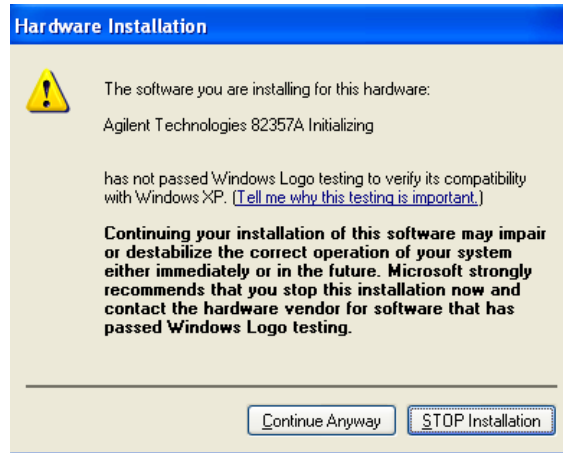 Hardware Installation
The software you are installing for this hardware:
Agilent Technologies 82357A Initializing
has not passed Windows Logo testing to verify its compatibility
with Windows XP. (Tell me why this testing is important.)
Continuing your installation of this software may impair
or destabilize the correct operation of your system
either immediately or in the future. Microsoft strongly
recommends that you stop this installation now and
contact the hardware vendor for software that has
passed Windows Logo testing.
Continue Anyway
STOP Installation